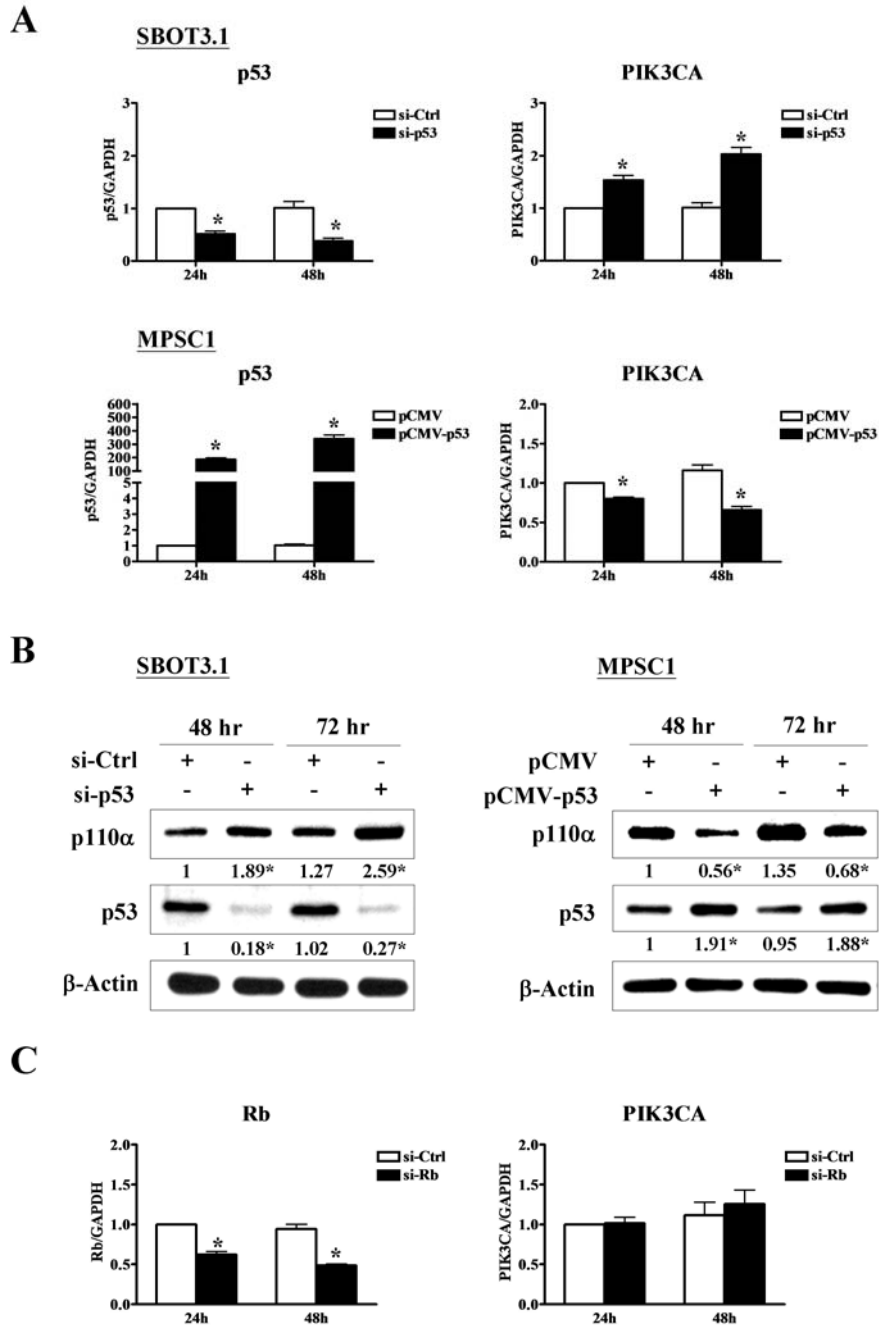 A
SBOT3.1
p53
PIK3CA
p53/GAPDH
3
2
1
0
24h
48h
si-Ctrl
si-p53
*
*
PIK3CA/GAPDH
3
2
1
0
24h
48h
si-Ctrl
si-p53
*
*
MPSC1
p53
PIK3CA
p53/GAPDH
600
500
400
300
200
100
5
4
3
2
1
0
24h
48h
pCMV
pCMV-p53
*
*
PIK3CA/GAPDH
2.0
1.5
1.0
0.5
0.0
24h
48h
pCMV
pCMV-p53
*
*
B
SBOT3.1
48 hr 72 hr
si-Ctrl + - + -
si-p53 - + - +
p110α
1 1.89* 1.27 2.59*
p53
1 0.18* 1.02 0.27*
β-Actin
MPSC1
48 hr 72 hr
pCMV + - + -
pCMV-p53 - + - +
p110α
1 0.56* 1.35 0.68*
p53
1 1.91* 0.95 1.88*
β-Actin
C
Rb
PIK3CA
Rb/GAPDH
2.0
1.5
1.0
0.5
0.0
24h
48h
si-Ctrl
si-Rb
*
*
PIK3CA/GAPDH
2.0
1.5
1.0
0.5
0.0
24h
48h
si-Ctrl
si-Rb